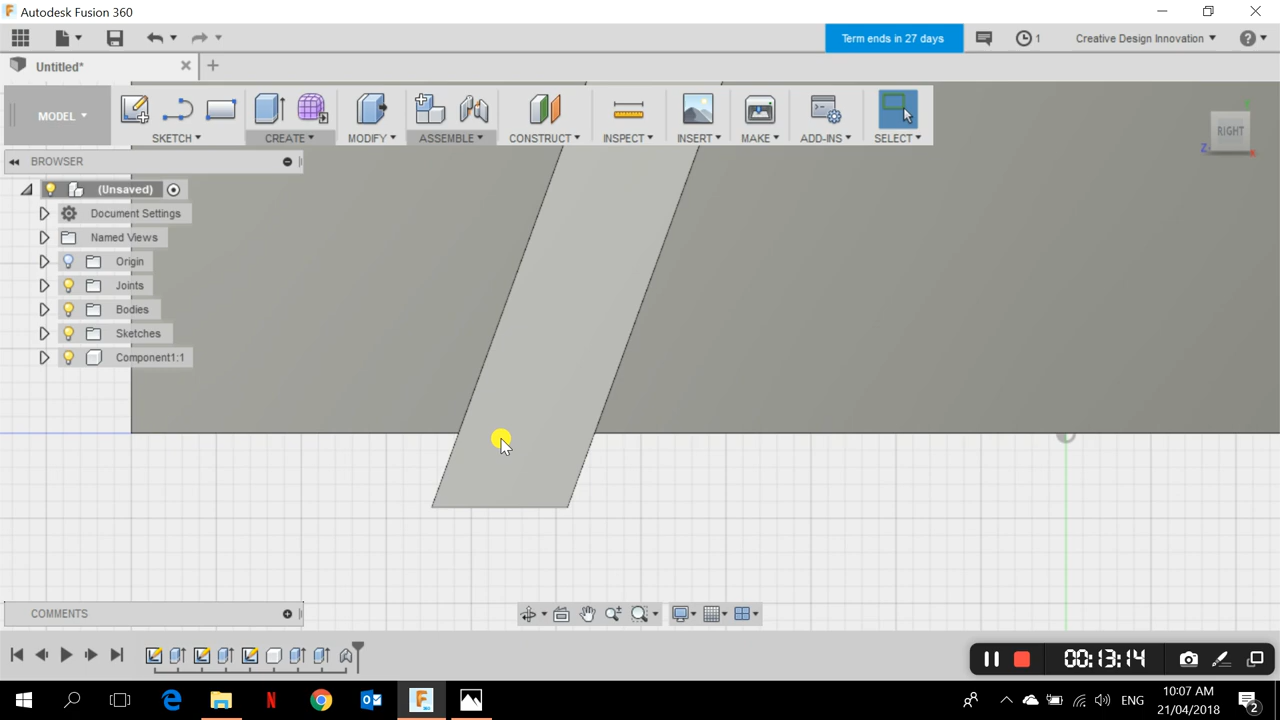 Autodesk Fusion 360
Term ends in 27 days
1
Creative Design Innovation
Untitled*
MODEL
SKETCH
CREATE
MODIFY
ASSEMBLE
CONSTRUCT
INSPECT
INSERT
MAKE
ADD-INS
SELECT
RIGHT
Z
BROWSER
(Unsaved)
Document Settings
Named Views
Origin
Joints
Bodies
Sketches
Component1:1
COMMENTS
00:13:14
ENG
10:07 AM
21/04/2018
2